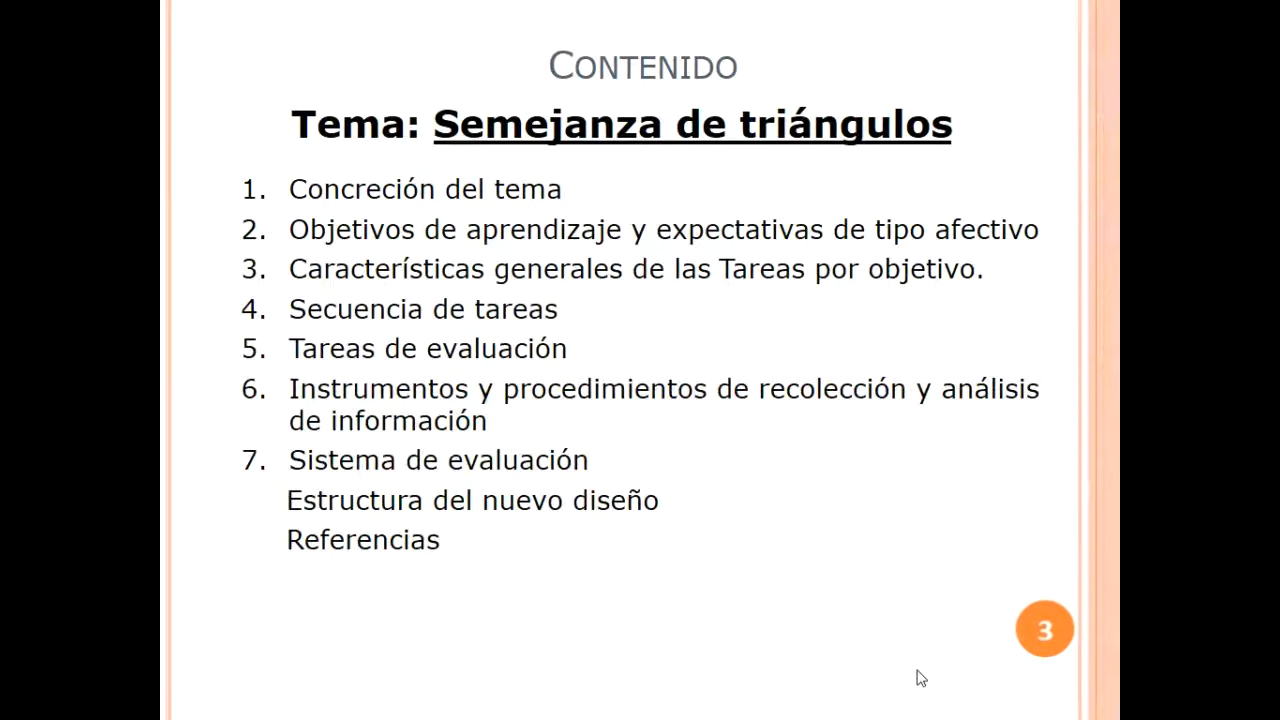 CONTENIDO
Tema: Semejanza de triángulos
1. Concreción del tema
2. Objetivos de aprendizaje y expectativas de tipo afectivo
3. Características generales de las Tareas por objetivo.
4. Secuencia de tareas
5. Tareas de evaluación
6. Instrumentos y procedimientos de recolección y análisis
de información
7. Sistema de evaluación
Estructura del nuevo diseño
Referencias
3